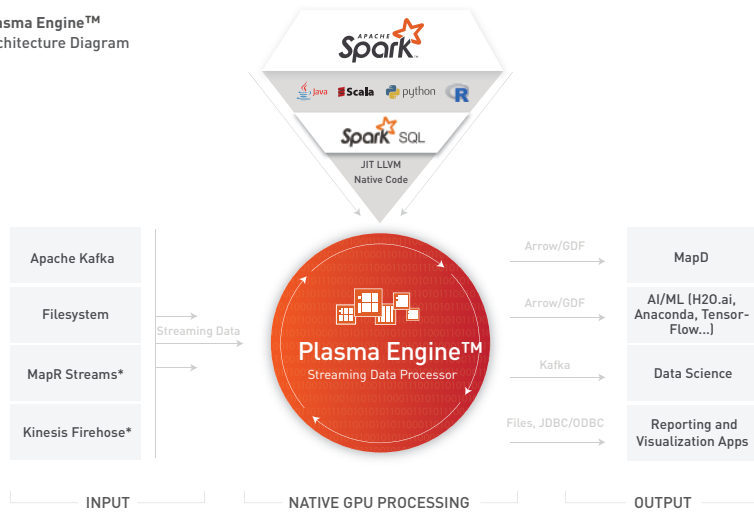 asma Engine™
chitecture Diagram
APACHE
Spark™
Java Scala python R
Spark SQL
JIT LLVM
Native Code
Apache Kafka
Filesystem
MapR Streams*
Kinesis Firehose*
Streaming Data
Plasma Engine™
Streaming Data Processor
Arrow/GDF
Arrow/GDF
Kafka
Files, JDBC/ODBC
MapD
AI/ML (H2O.ai,
Anaconda, Tensor-
Flow...)
Data Science
Reporting and
Visualization Apps
INPUT
NATIVE GPU PROCESSING
OUTPUT